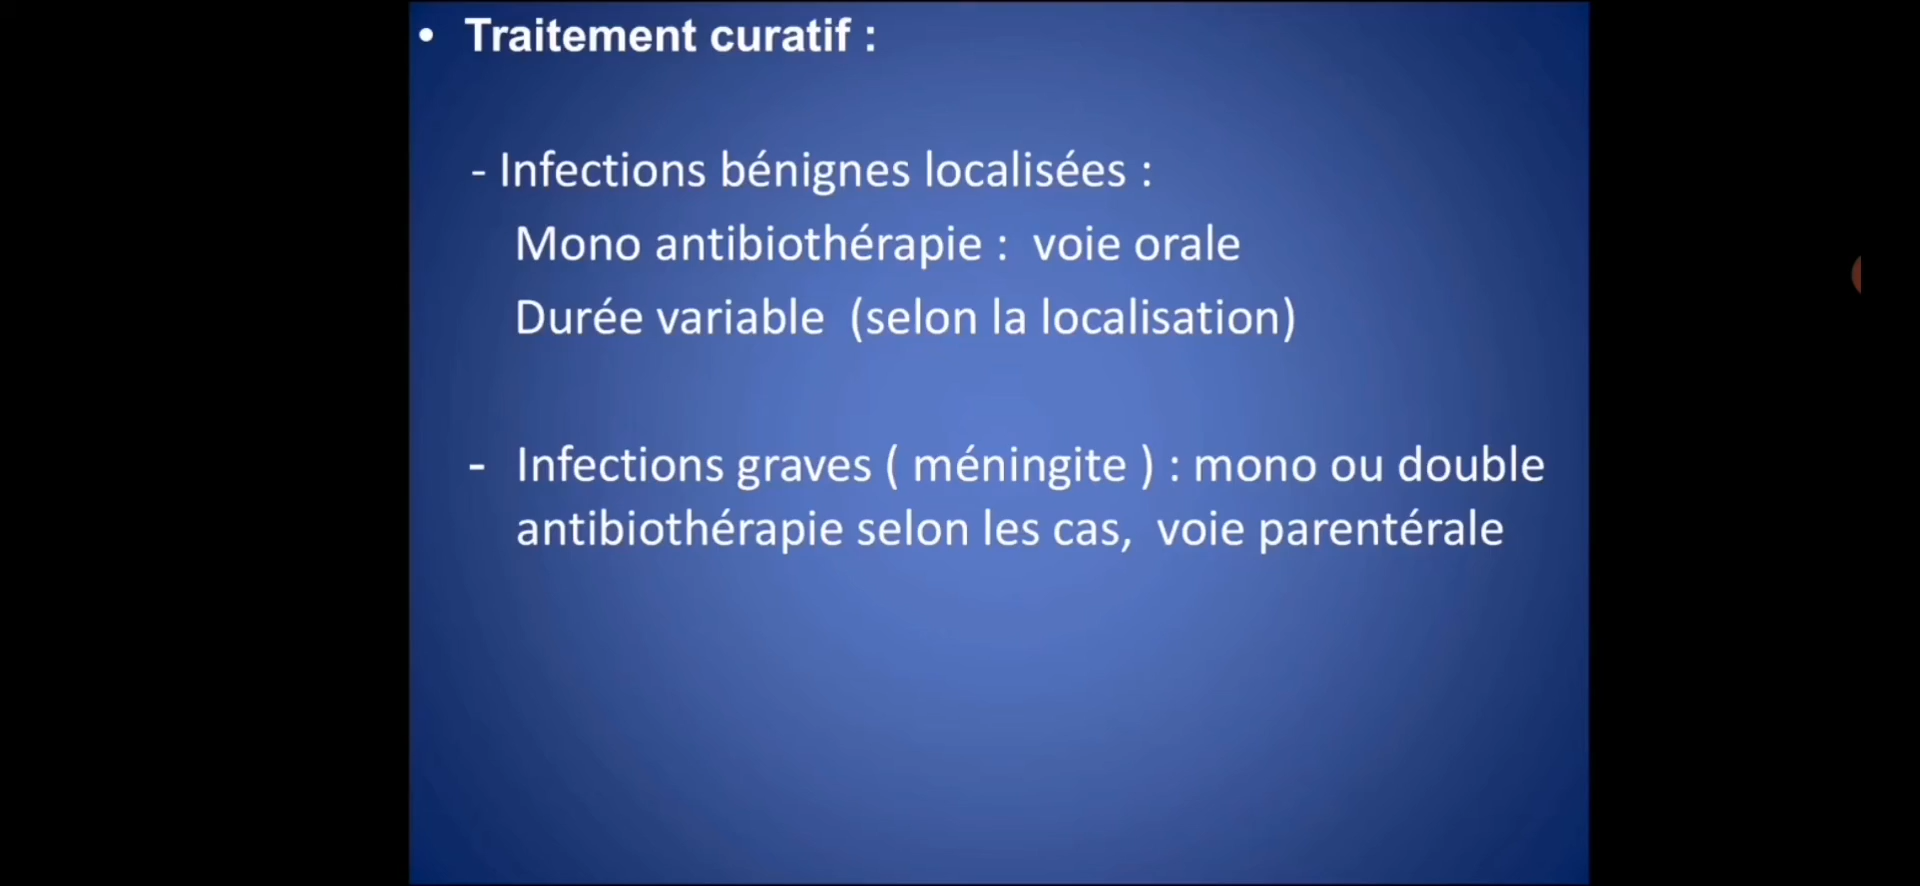 • Traitement curatif :
- Infections bénignes localisées :
Mono antibiothérapie : voie orale
Durée variable (selon la localisation)
- Infections graves ( méningite ) : mono ou double
antibiothérapie selon les cas, voie parentérale